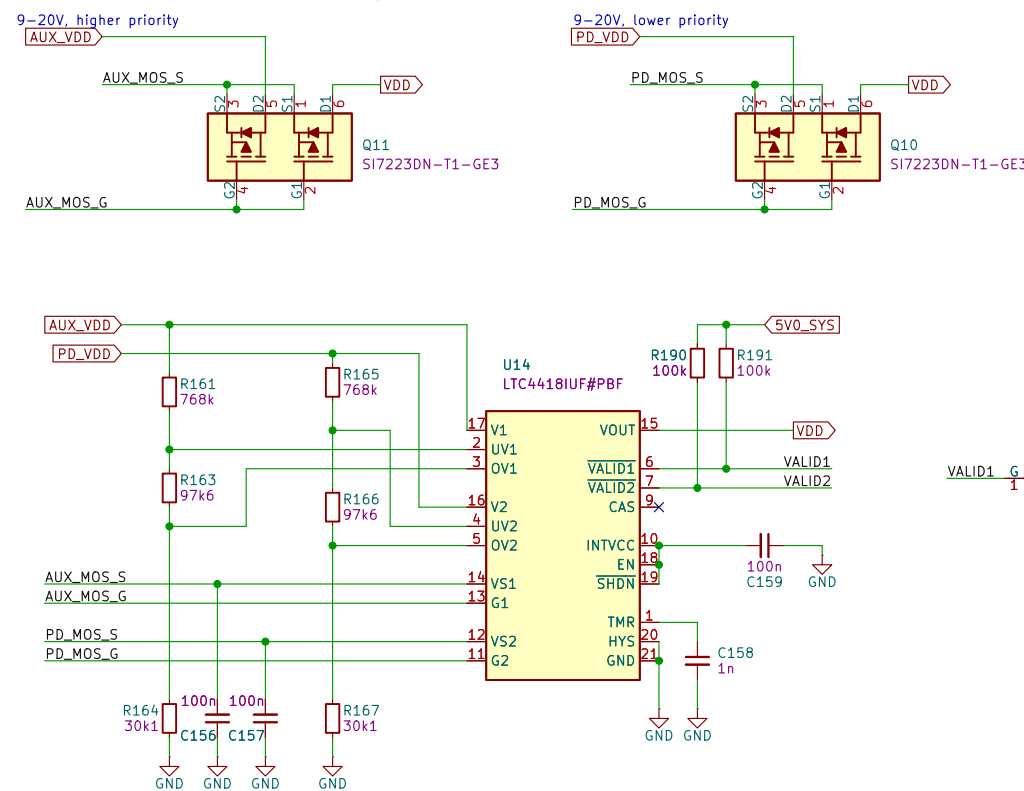 9-20V, higher priority
AUX_VDD
AUX_MOS_S
VDD
S2 3 D2 5 S1 1 D1 6
Q11
SI7223DN-T1-GE3
G2 4 G1 2
AUX_MOS_G
9-20V, lower priority
PD_VDD
PD_MOS_S
VDD
S2 3 D2 5 S1 1 D1 6
Q10
SI7223DN-T1-GE3
G2 4 G1 2
PD_MOS_G
AUX_VDD
PD_VDD
R161
768k
R165
768k
R163
97k6
R166
97k6
AUX_MOS_S
AUX_MOS_G
PD_MOS_S
PD_MOS_G
R164
30k1
100n
C156
100n
C157
R167
30k1
GND
GND
GND
GND
U14
LTC4418IUF#PBF
17 V1
2 UV1
3 OV1
16 V2
4 UV2
5 OV2
14 VS1
13 G1
12 VS2
11 G2
VOUT 15
VALID1 6
VALID2 7
CAS 9
INTVCC 10
EN 18
SHDN 19
TMR 1
HYS 20
GND 21
5V0_SYS
R190
100k
R191
100k
VDD
VALID1
VALID2
100n
C159
GND
C158
1n
GND
GND
VALID1
G
1